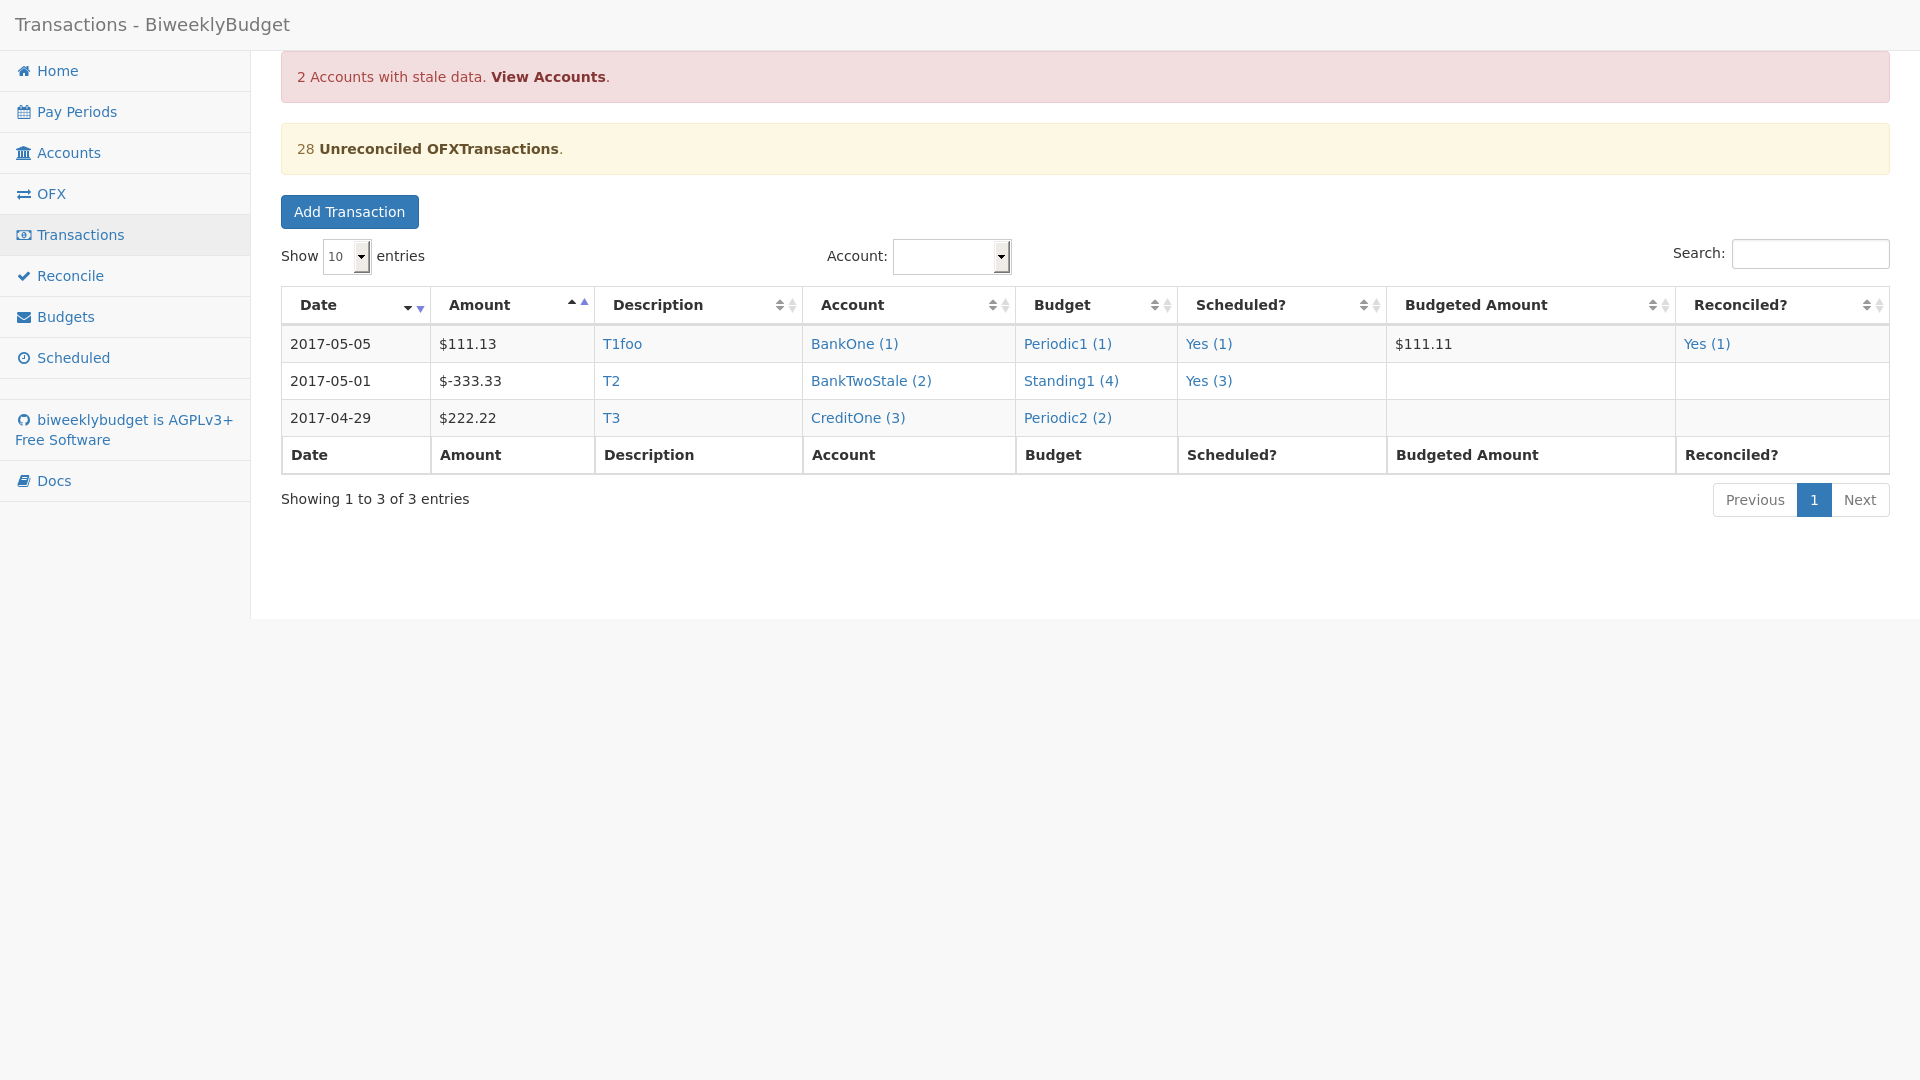 Transactions - BiweeklyBudget
Home
Pay Periods
Accounts
OFX
Transactions
Reconcile
Budgets
Scheduled
biweeklybudget is AGPLv3+
Free Software
Docs
2 Accounts with stale data. View Accounts.
28 Unreconciled OFXTransactions.
Add Transaction
Show 10 entries Account: Search:
Date Amount Description Account Budget Scheduled? Budgeted Amount Reconciled?
2017-05-05 $111.13 T1foo BankOne (1) Periodic1 (1) Yes (1) $111.11 Yes (1)
2017-05-01 $-333.33 T2 BankTwoStale (2) Standing1 (4) Yes (3)
2017-04-29 $222.22 T3 CreditOne (3) Periodic2 (2)
Date Amount Description Account Budget Scheduled? Budgeted Amount Reconciled?
Showing 1 to 3 of 3 entries Previous 1 Next